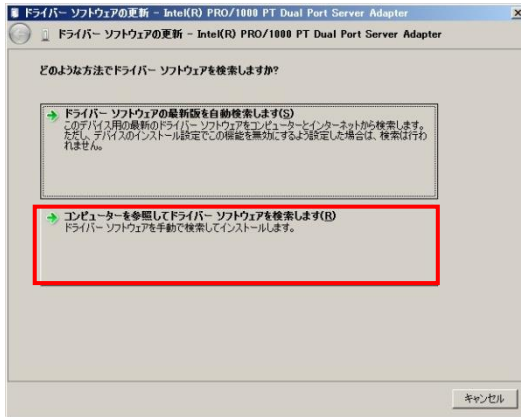 ドライバー ソフトウェアの更新 - Intel(R) PRO/1000 PT Dual Port Server Adapter
ドライバー ソフトウェアの更新 - Intel(R) PRO/1000 PT Dual Port Server Adapter
どのような方法でドライバー ソフトウェアを検索しますか?
ドライバー ソフトウェアの最新版を自動検索します(S)
このデバイス用の最新のドライバー ソフトウェアをコンピューターとインターネットから検索します。
ただし、デバイスのインストール設定でこの機能を無効にするよう設定した場合は、検索は行わ
れません。
コンピューターを参照してドライバー ソフトウェアを検索します(R)
ドライバー ソフトウェアを手動で検索してインストールします。
キャンセル